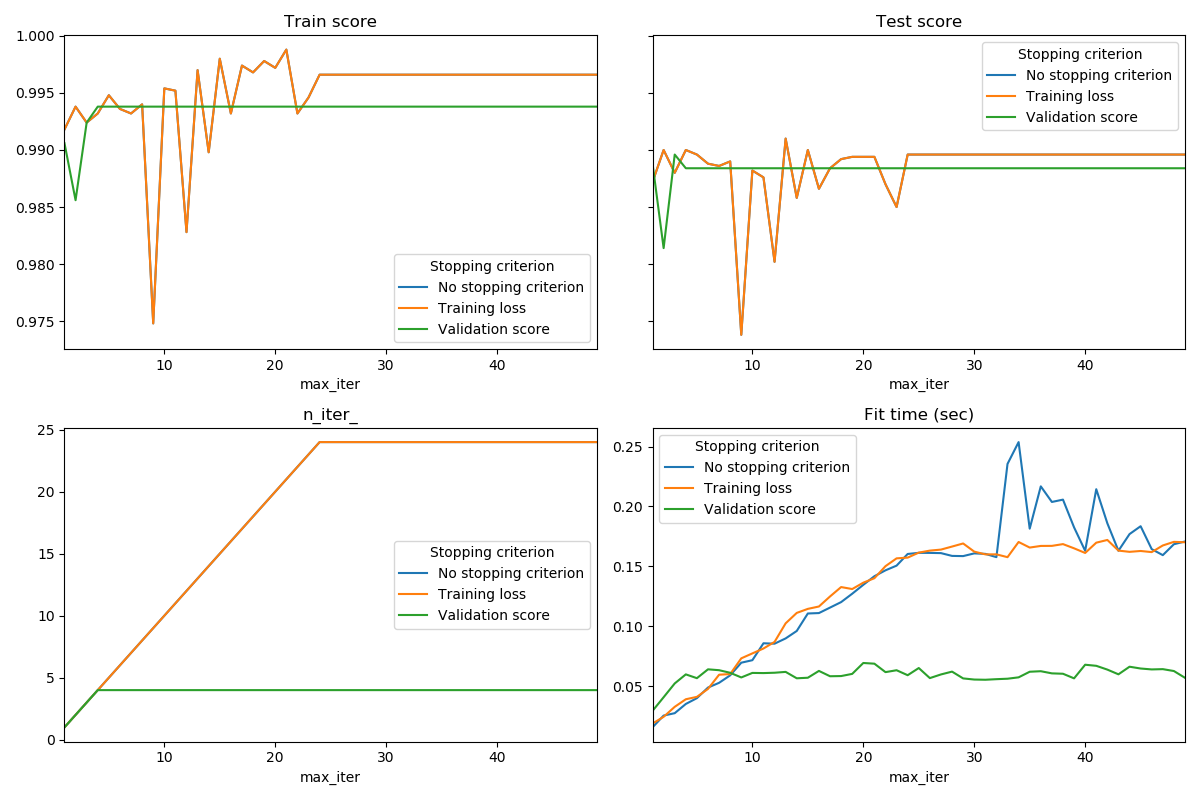 Train score
1.000
0.995
0.990
0.985
0.980
0.975
Stopping criterion
No stopping criterion
Training loss
Validation score
10
20
30
40
max_iter
Test score
Stopping criterion
No stopping criterion
Training loss
Validation score
10
20
30
40
max_iter
n_iter_
25
20
15
10
5
0
Stopping criterion
No stopping criterion
Training loss
Validation score
10
20
30
40
max_iter
Fit time (sec)
0.25
0.20
0.15
0.10
0.05
Stopping criterion
No stopping criterion
Training loss
Validation score
10
20
30
40
max_iter